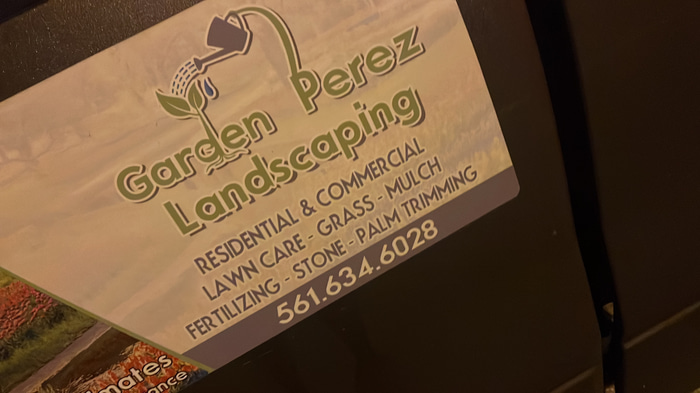 Garden Perez
Landscaping
RESIDENTIAL & COMMERCIAL
LAWN CARE - GRASS - MULCH
FERTILIZING - STONE - PALM TRIMMING
561.634.6028